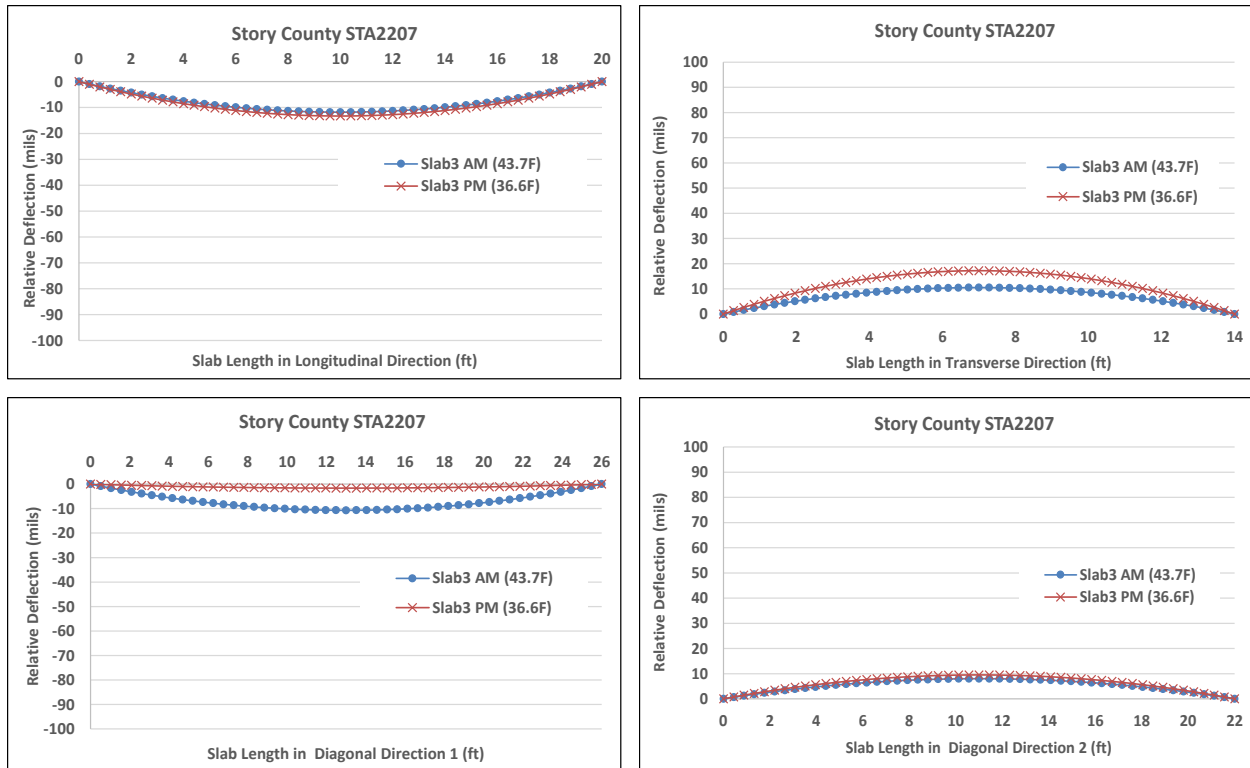 Story County STA2207
0 2 4 6 8 10 12 14 16 18 20
0
-10
-20
-30
-40
-50
-60
-70
-80
-90
-100
Relative Deflection (mils)
Slab3 AM (43.7F)
Slab3 PM (36.6F)
Slab Length in Longitudinal Direction (ft)
Story County STA2207
100
90
80
70
60
50
40
30
20
10
0
Relative Deflection (mils)
Slab3 AM (43.7F)
Slab3 PM (36.6F)
0 2 4 6 8 10 12 14
Slab Length in Transverse Direction (ft)
Story County STA2207
0 2 4 6 8 10 12 14 16 18 20 22 24 26
0
-10
-20
-30
-40
-50
-60
-70
-80
-90
-100
Relative Deflection (mils)
Slab3 AM (43.7F)
Slab3 PM (36.6F)
Slab Length in  Diagonal Direction 1 (ft)
Story County STA2207
100
90
80
70
60
50
40
30
20
10
0
Relative Deflection (mils)
Slab3 AM (43.7F)
Slab3 PM (36.6F)
0 2 4 6 8 10 12 14 16 18 20 22
Slab Length in  Diagonal Direction 2 (ft)